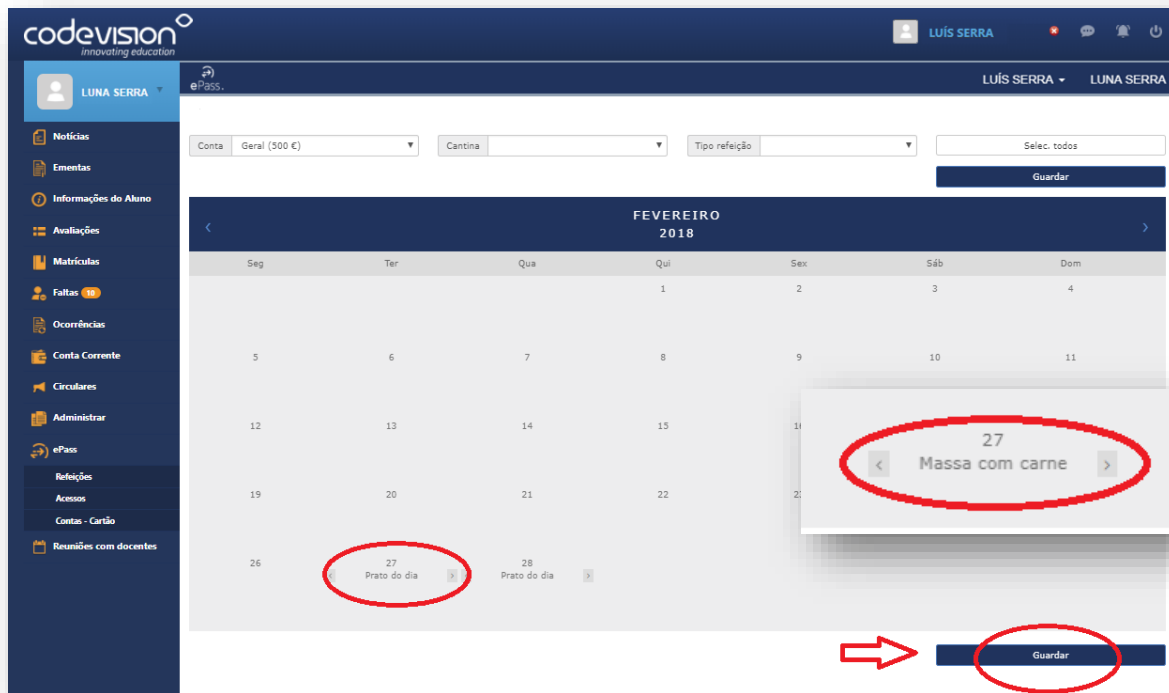 codevision
innovating education
LUÍS SERRA
LUNA SERRA
ePass.
LUÍS SERRA LUNA SERRA
Notícias
Ementas
Informações do Aluno
Avaliações
Matrículas
Faltas 10
Ocorrências
Conta Corrente
Circulares
Administrar
ePass
Refeições
Acessos
Contas - Cartão
Reuniões com docentes
Conta Geral (500 €) Cantina Tipo refeição Selec. todos
Guardar
FEVEREIRO
2018
Seg Ter Qua Qui Sex Sáb Dom
1 2 3 4
5 6 7 8 9 10 11
12 13 14 15
19 20 21 22
26 27 28
Prato do dia Prato do dia
27
Massa com carne
Guardar